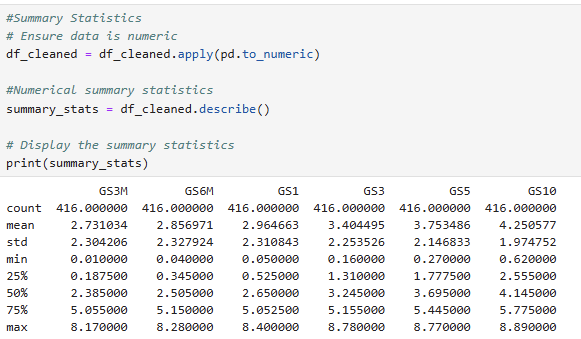 #Summary Statistics
# Ensure data is numeric
df_cleaned = df_cleaned.apply(pd.to_numeric)
#Numerical summary statistics
summary_stats = df_cleaned.describe()
# Display the summary statistics
print(summary_stats)
GS3M GS6M GS1 GS3 GS5 GS10
count 416.000000 416.000000 416.000000 416.000000 416.000000 416.000000
mean 2.731034 2.856971 2.964663 3.404495 3.753486 4.250577
std 2.304206 2.327924 2.310843 2.253526 2.146833 1.974752
min 0.010000 0.040000 0.050000 0.160000 0.270000 0.620000
25% 0.187500 0.345000 0.525000 1.310000 1.777500 2.555000
50% 2.385000 2.505000 2.650000 3.245000 3.695000 4.145000
75% 5.055000 5.150000 5.052500 5.155000 5.445000 5.775000
max 8.170000 8.280000 8.400000 8.780000 8.770000 8.890000